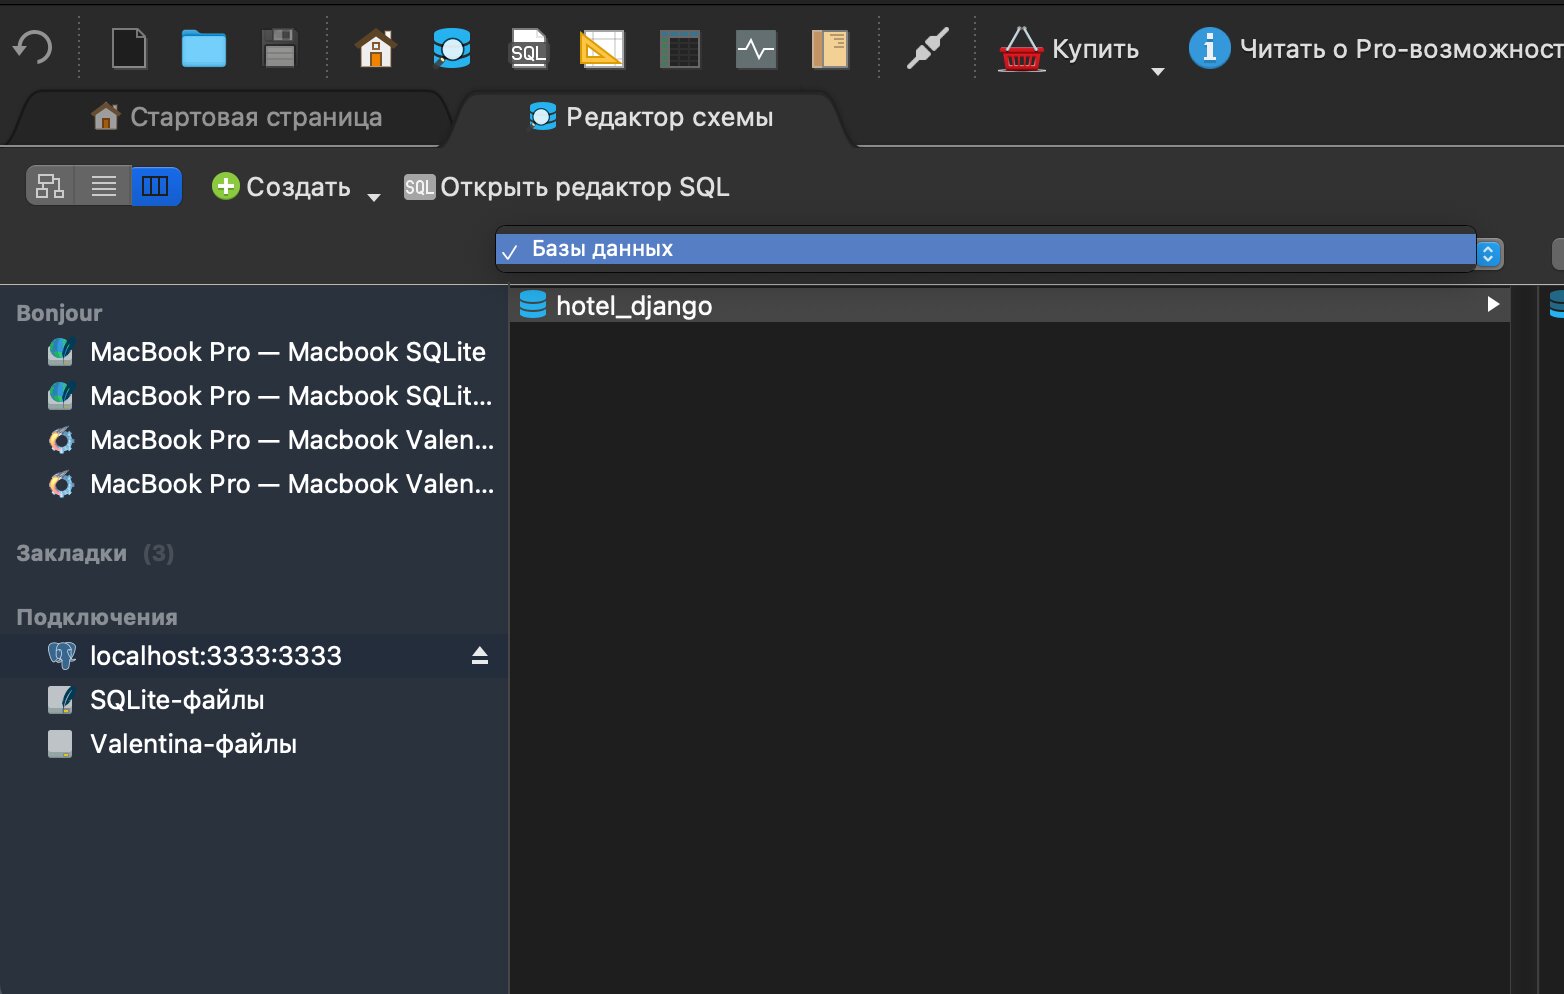 SQL
Купить
Читать о Pro-возможност
Стартовая страница
Редактор схемы
Создать
SQL Открыть редактор SQL
Базы данных
Bonjour
MacBook Pro — Macbook SQLite
MacBook Pro — Macbook SQLit...
MacBook Pro — Macbook Valen...
MacBook Pro — Macbook Valen...
Закладки (3)
Подключения
localhost:3333:3333
SQLite-файлы
Valentina-файлы
hotel_django